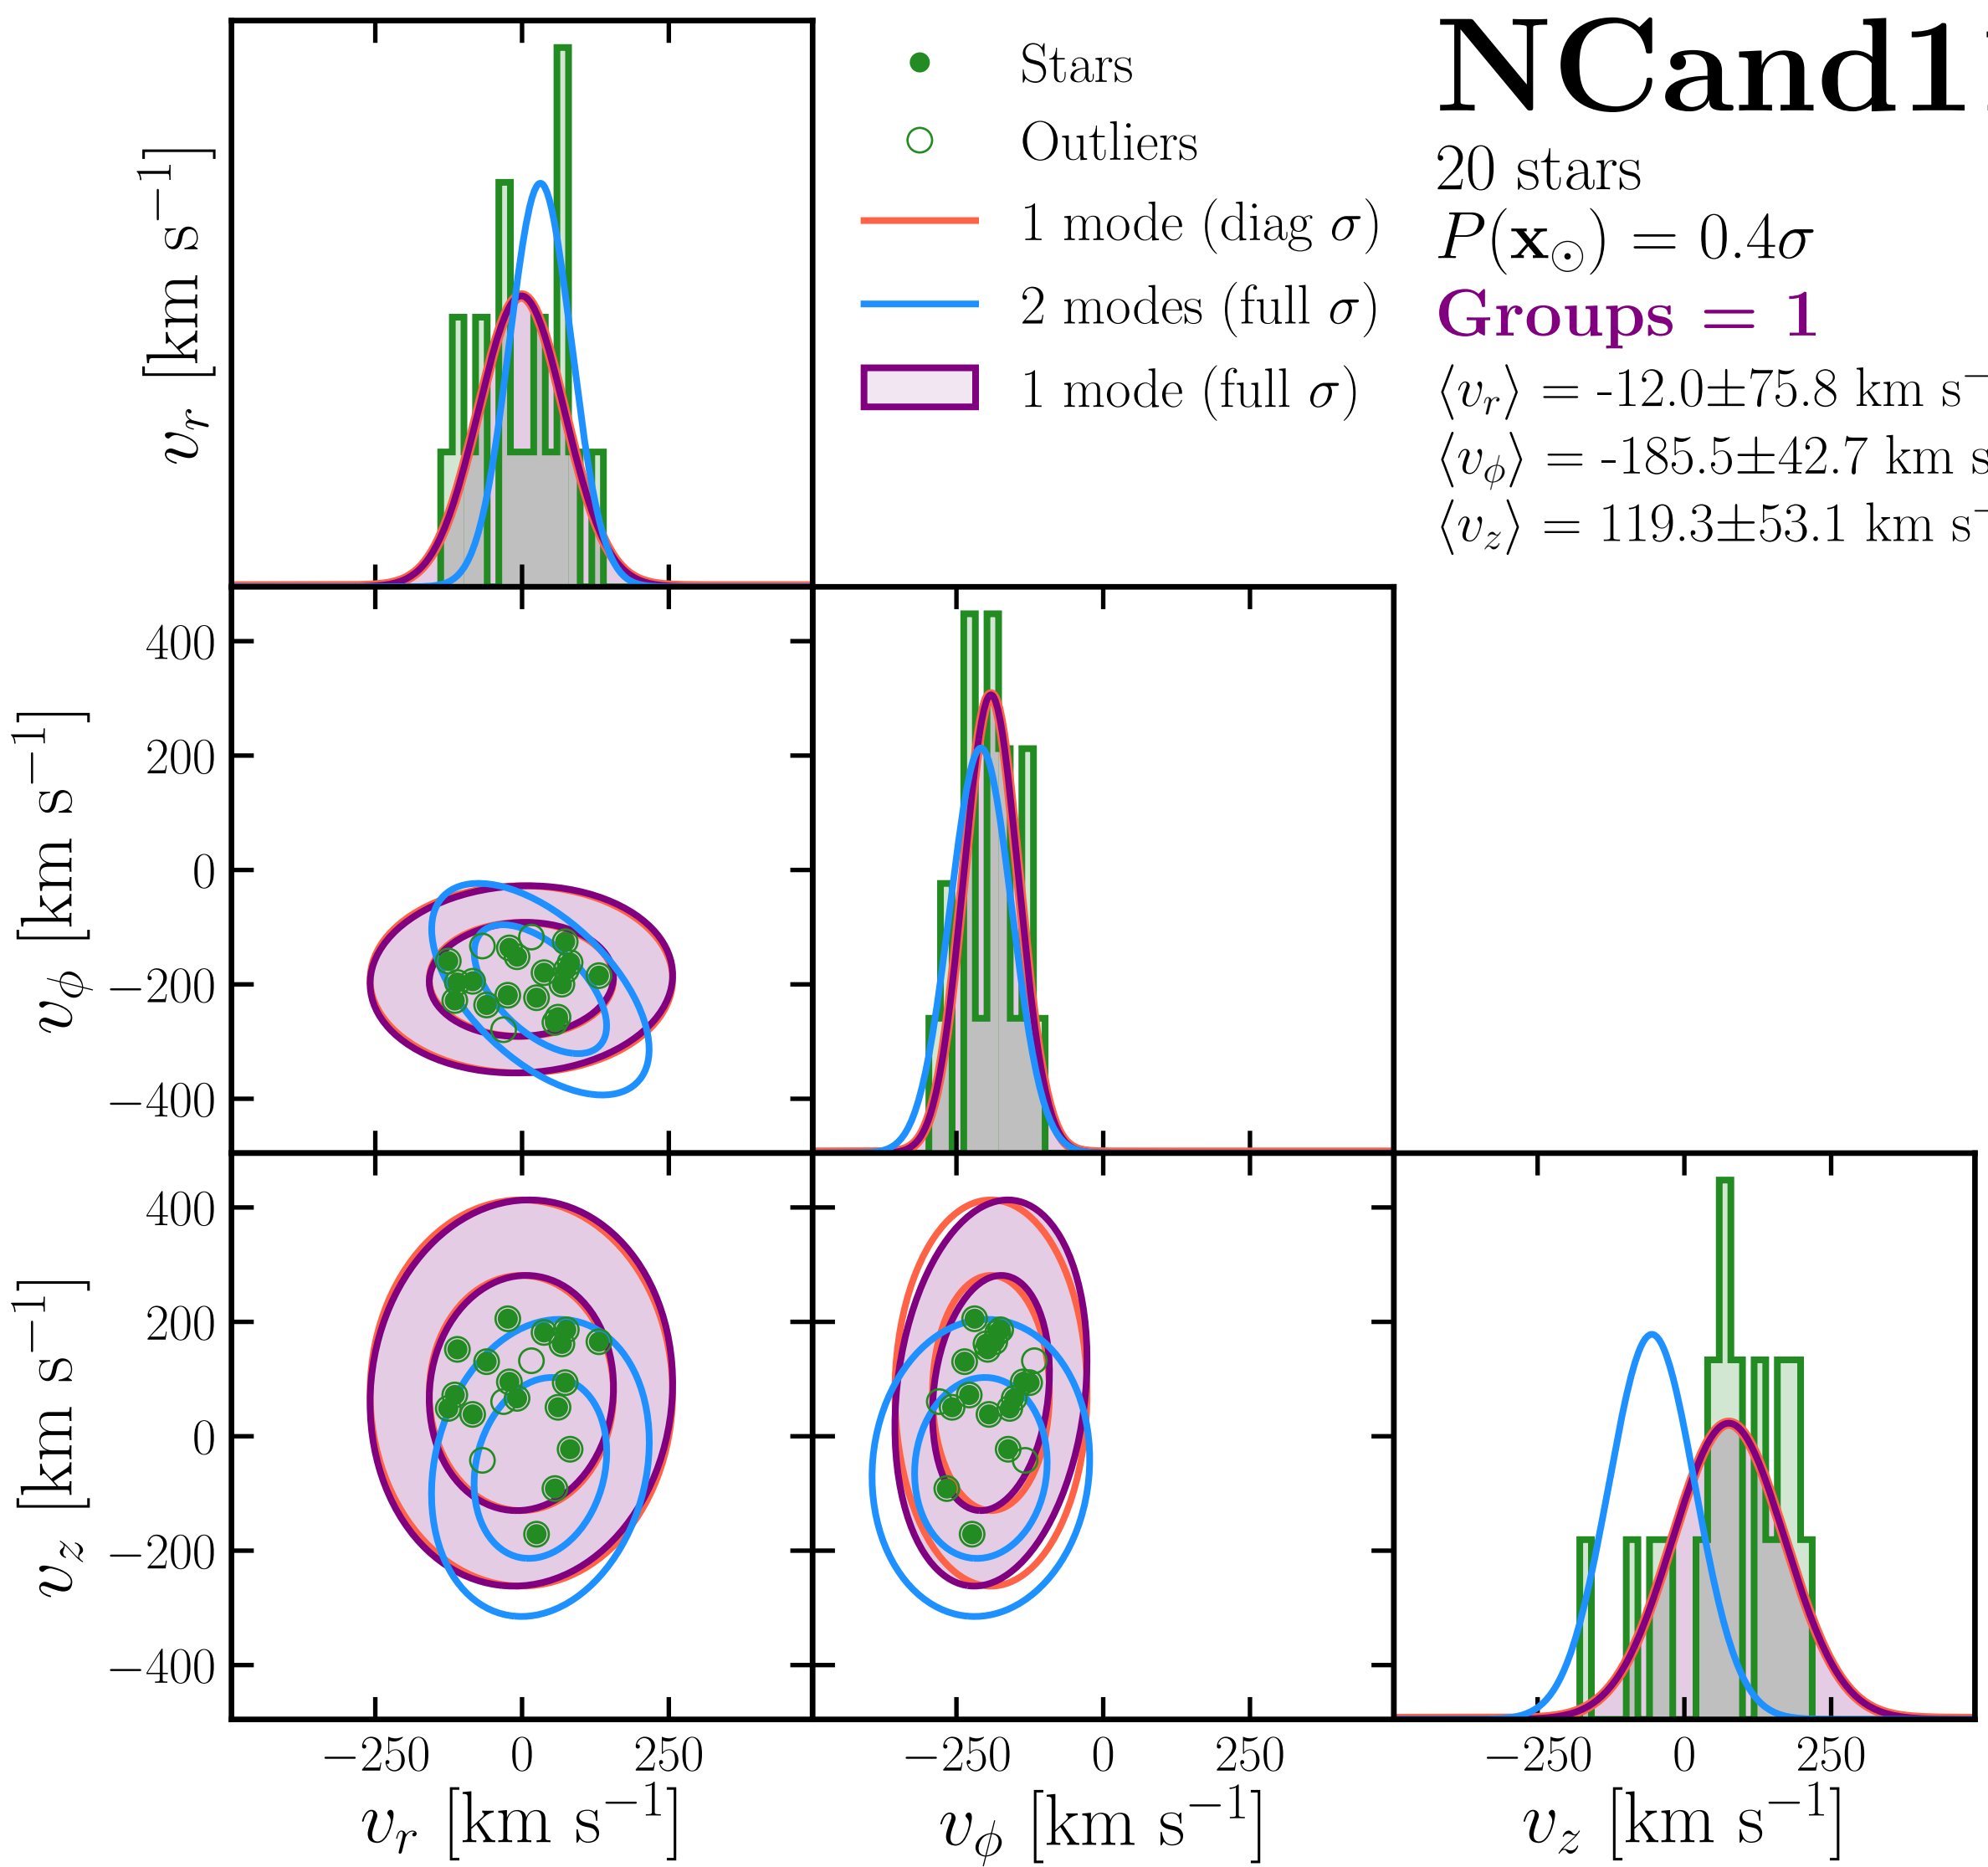 NCand11
20 stars
P(x⊙) = 0.4σ
Groups = 1
⟨v_r⟩ = -12.0±75.8 km s⁻
⟨v_ϕ⟩ = -185.5±42.7 km s
⟨v_z⟩ = 119.3±53.1 km s⁻
Stars
Outliers
1 mode (diag σ)
2 modes (full σ)
1 mode (full σ)
v_r [km s⁻¹]
400
200
0
−200
−400
v_ϕ [km s⁻¹]
400
200
0
−200
−400
v_z [km s⁻¹]
−250 0 250 −250 0 250 −250 0 250
v_r [km s⁻¹] v_ϕ [km s⁻¹] v_z [km s⁻¹]